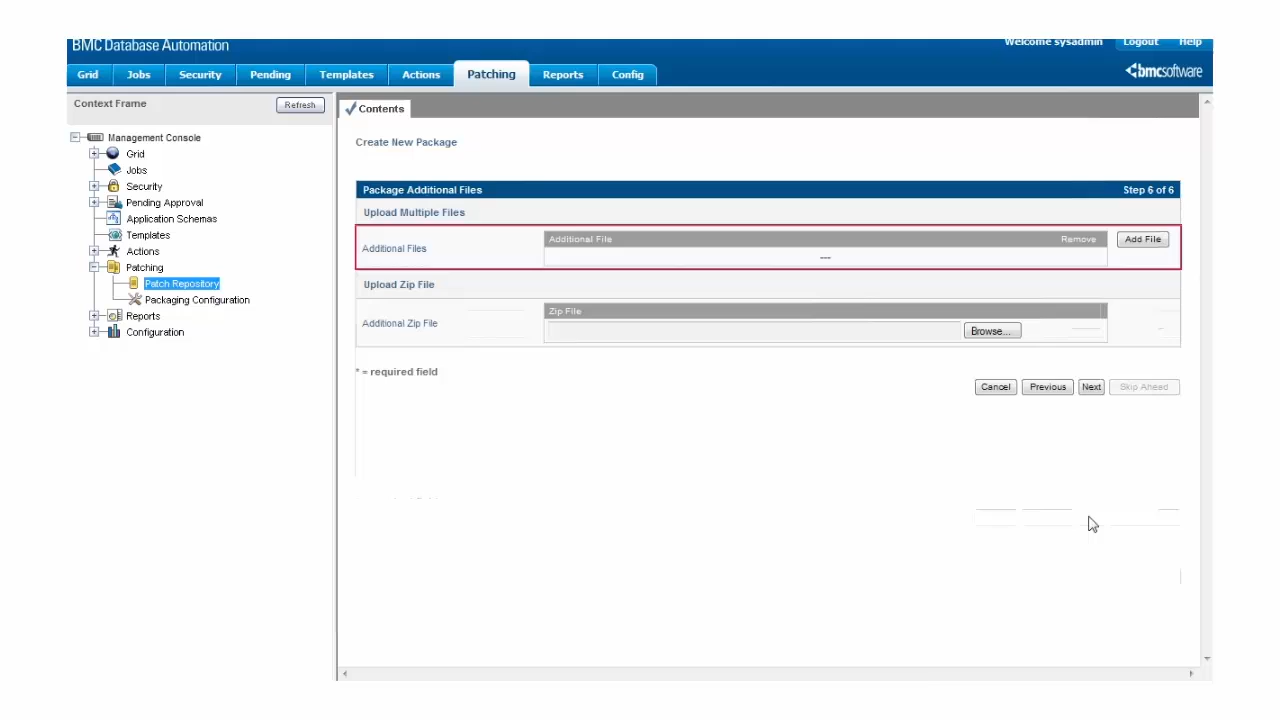 BMC Database Automation
Welcome sysadmin Logout Help
Grid Jobs Security Pending Templates Actions Patching Reports Config
bmcsoftware
Context Frame Refresh
Management Console
Grid
Jobs
Security
Pending Approval
Application Schemas
Templates
Actions
Patching
Patch Repository
Packaging Configuration
Reports
Configuration
Contents
Create New Package
Package Additional Files Step 6 of 6
Upload Multiple Files
Additional Files
Additional File Remove
---
Add File
Upload Zip File
Additional Zip File
Zip File
Browse...
* = required field
Cancel Previous Next Skip Ahead